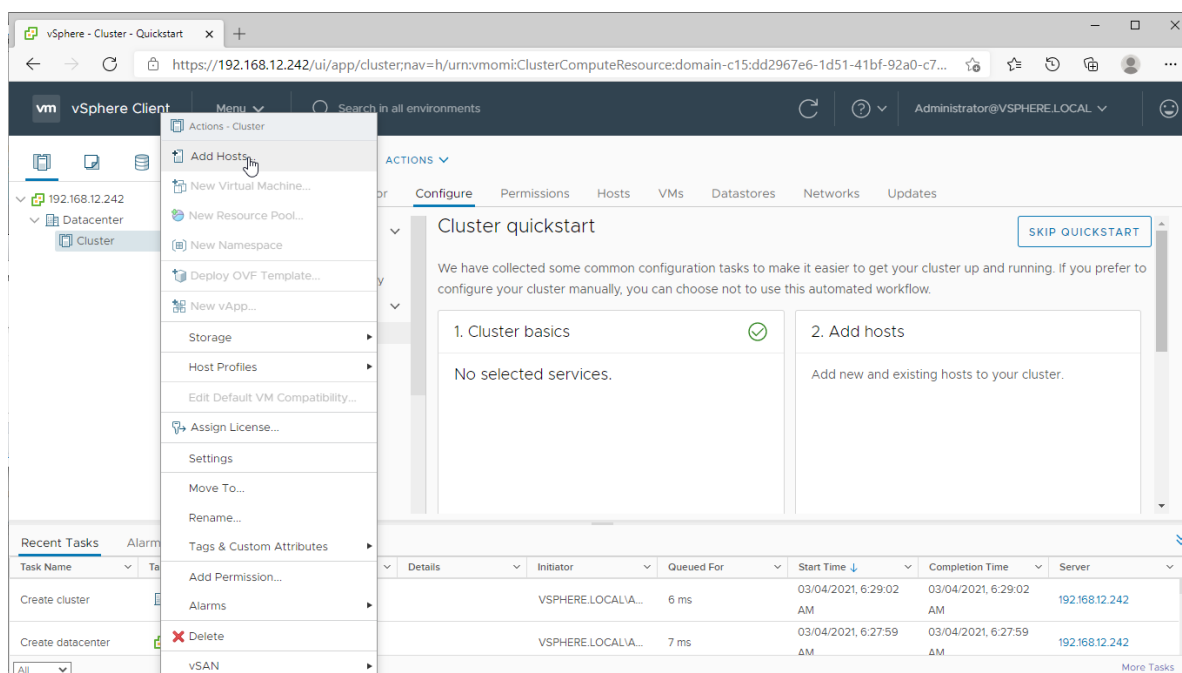 vSphere - Cluster - Quickstart
https://192.168.12.242/ui/app/cluster;nav=h/urn:vmomi:ClusterComputeResource:domain-c15:dd2967e6-1d51-41bf-92a0-c7...
vm vSphere Client Menu Search in all environments Administrator@VSPHERE.LOCAL
Actions - Cluster
Add Hosts...
New Virtual Machine...
New Resource Pool...
New Namespace
Deploy OVF Template...
New vApp...
Storage
Host Profiles
Edit Default VM Compatibility...
Assign License...
Settings
Move To...
Rename...
Tags & Custom Attributes
Add Permission...
Alarms
Delete
vSAN
192.168.12.242
Datacenter
Cluster
ACTIONS
Configure Permissions Hosts VMs Datastores Networks Updates
Cluster quickstart
SKIP QUICKSTART
We have collected some common configuration tasks to make it easier to get your cluster up and running. If you prefer to
configure your cluster manually, you can choose not to use this automated workflow.
1. Cluster basics
No selected services.
2. Add hosts
Add new and existing hosts to your cluster.
Recent Tasks Alarm
Task Name Ta Details Initiator Queued For Start Time Completion Time Server
Create cluster VSPHERE.LOCAL\A... 6 ms 03/04/2021, 6:29:02 AM 03/04/2021, 6:29:02 AM 192.168.12.242
Create datacenter VSPHERE.LOCAL\A... 7 ms 03/04/2021, 6:27:59 AM 03/04/2021, 6:27:59 AM 192.168.12.242
All More Tasks